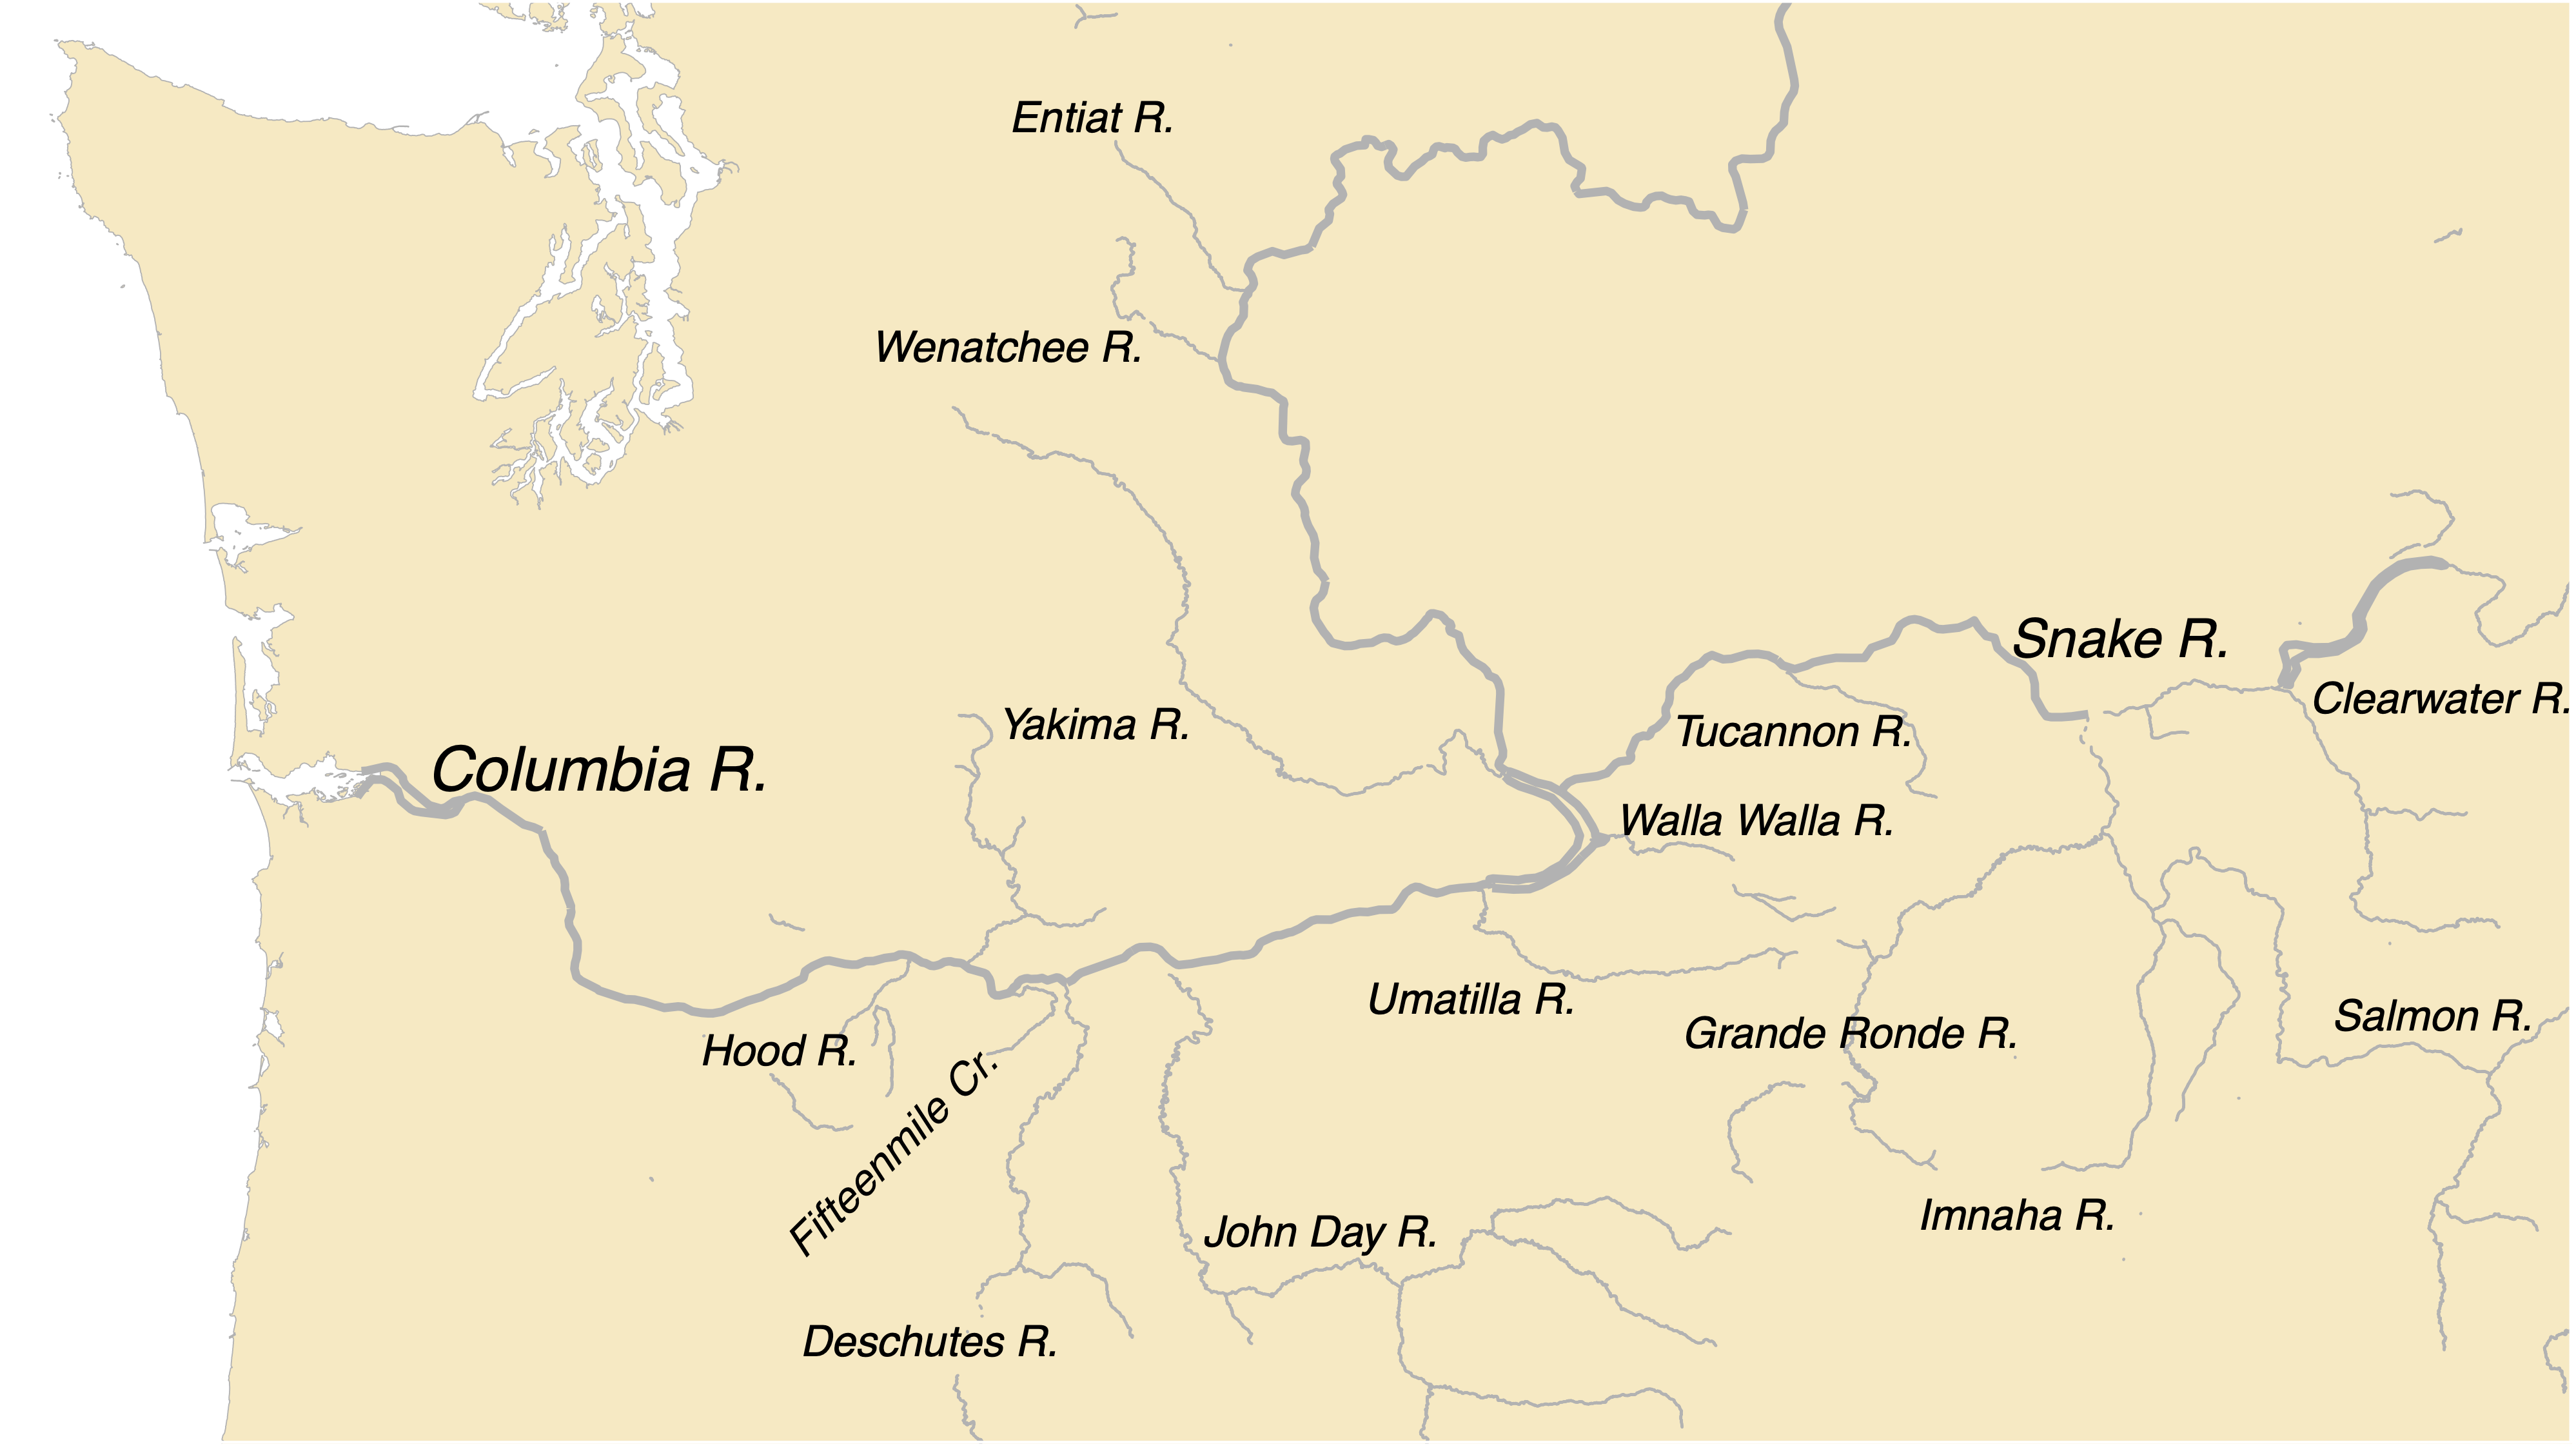 Entiat R.
Wenatchee R.
Snake R.
Clearwater R.
Yakima R.
Tucannon R.
Columbia R.
Walla Walla R.
Umatilla R.
Salmon R.
Grande Ronde R.
Hood R.
Fifteenmile Cr.
Imnaha R.
John Day R.
Deschutes R.